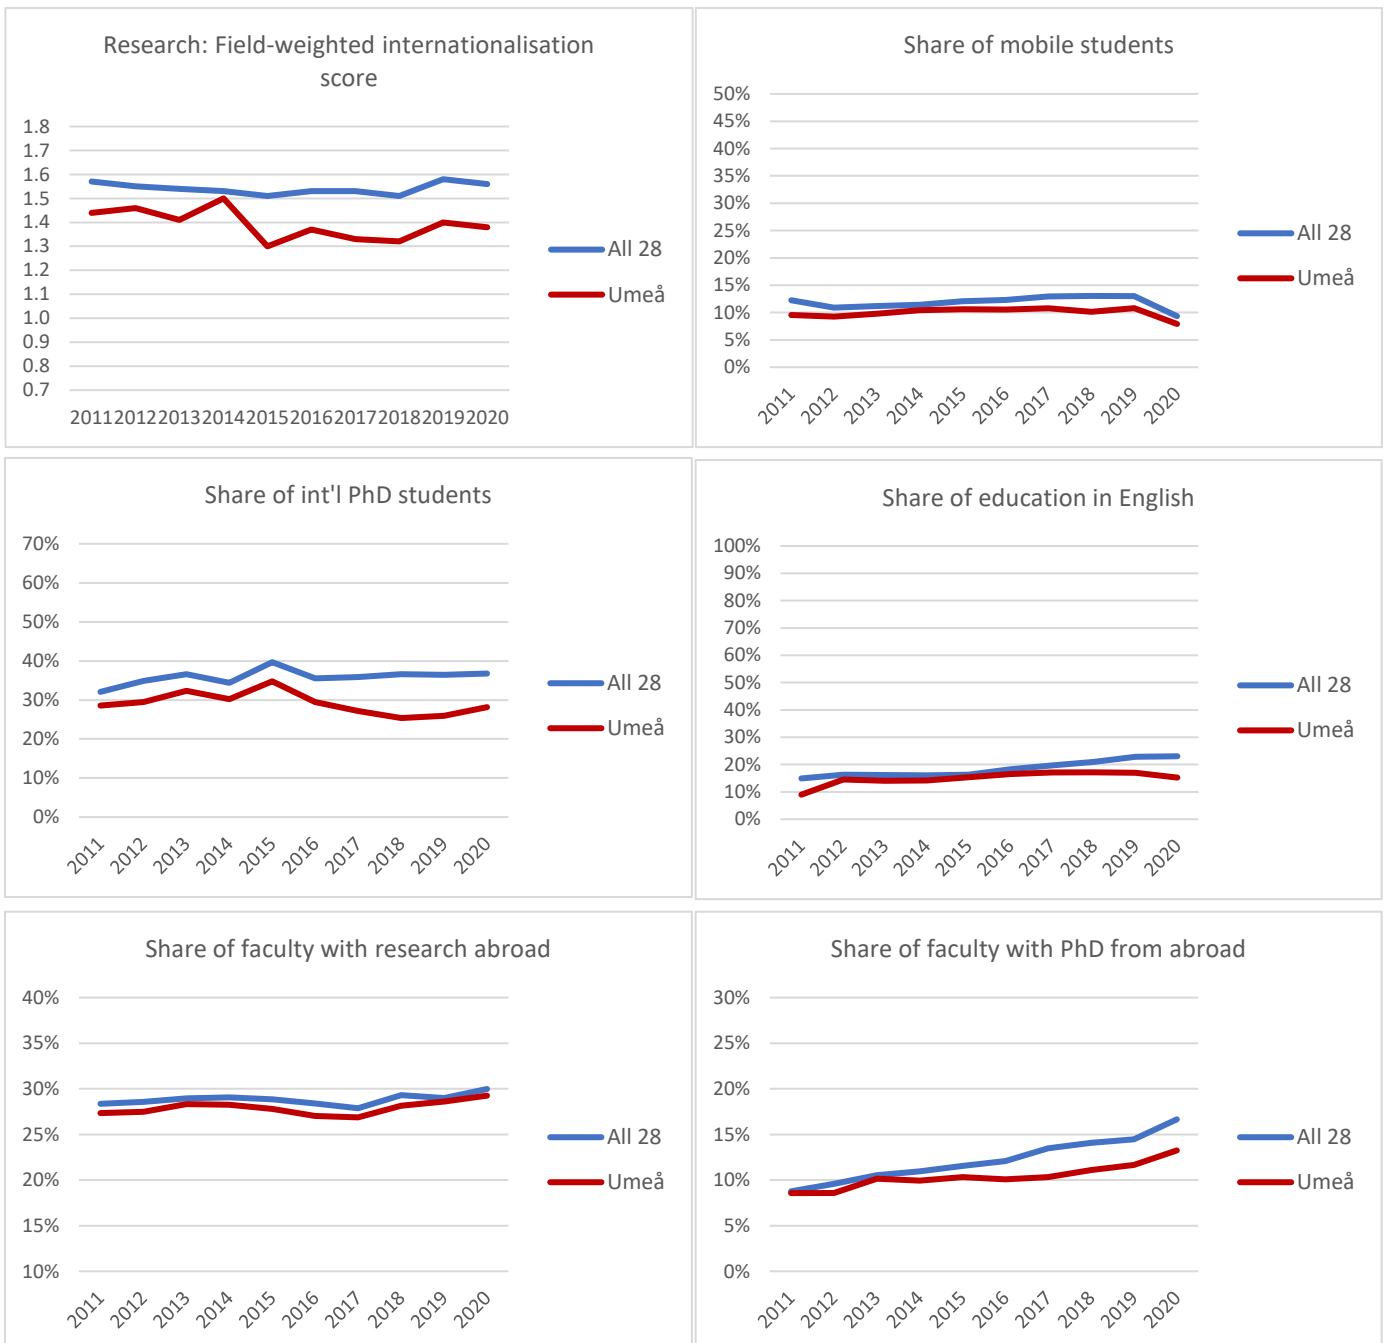 Research: Field-weighted internationalisation
score
1.8
1.7
1.6
1.5
1.4
1.3
1.2
1.1
1.0
0.9
0.8
0.7
2011 2012 2013 2014 2015 2016 2017 2018 2019 2020
All 28
Umeå
Share of mobile students
50%
45%
40%
35%
30%
25%
20%
15%
10%
5%
0%
2011 2012 2013 2014 2015 2016 2017 2018 2019 2020
All 28
Umeå
Share of int'l PhD students
70%
60%
50%
40%
30%
20%
10%
0%
2011 2012 2013 2014 2015 2016 2017 2018 2019 2020
All 28
Umeå
Share of education in English
100%
90%
80%
70%
60%
50%
40%
30%
20%
10%
0%
2011 2012 2013 2014 2015 2016 2017 2018 2019 2020
All 28
Umeå
Share of faculty with research abroad
40%
35%
30%
25%
20%
15%
10%
2011 2012 2013 2014 2015 2016 2017 2018 2019 2020
All 28
Umeå
Share of faculty with PhD from abroad
30%
25%
20%
15%
10%
5%
0%
2011 2012 2013 2014 2015 2016 2017 2018 2019 2020
All 28
Umeå